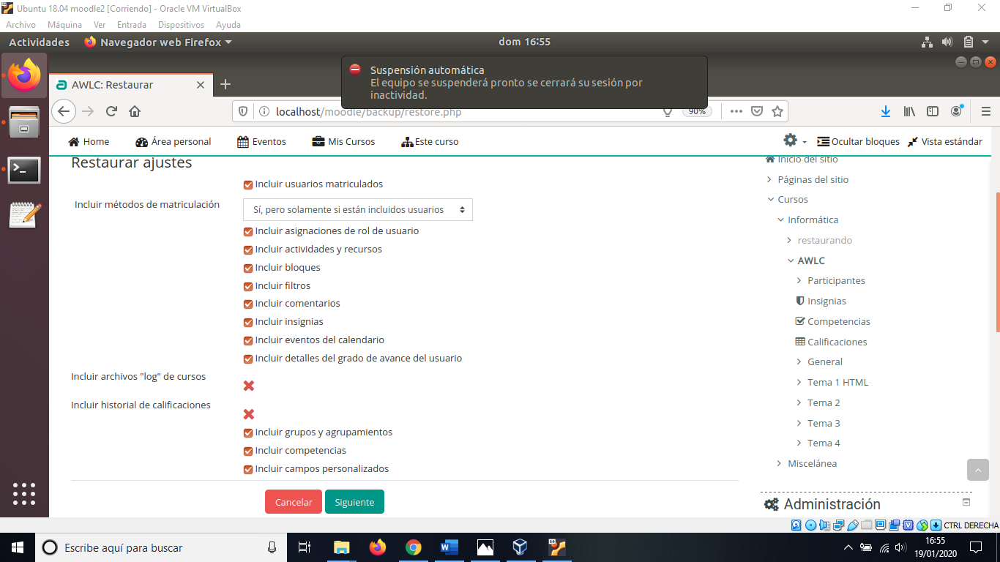 Ubuntu 18.04 moodle2 [Corriendo] - Oracle VM VirtualBox
Archivo Máquina Ver Entrada Dispositivos Ayuda
Actividades Navegador web Firefox dom 16:55
Suspensión automática
El equipo se suspenderá pronto se cerrará su sesión por
inactividad.
AWLC: Restaurar
localhost/moodle/backup/restore.php 90%
Home Área personal Eventos Mis Cursos Este curso Ocultar bloques Vista estándar
Restaurar ajustes
Incluir usuarios matriculados
Incluir métodos de matriculación
Sí, pero solamente si están incluidos usuarios
Incluir asignaciones de rol de usuario
Incluir actividades y recursos
Incluir bloques
Incluir filtros
Incluir comentarios
Incluir insignias
Incluir eventos del calendario
Incluir detalles del grado de avance del usuario
Incluir archivos "log" de cursos
Incluir historial de calificaciones
Incluir grupos y agrupamientos
Incluir competencias
Incluir campos personalizados
Cancelar Siguiente
Inicio del sitio
Páginas del sitio
Cursos
Informática
restaurando
AWLC
Participantes
Insignias
Competencias
Calificaciones
General
Tema 1 HTML
Tema 2
Tema 3
Tema 4
Miscelánea
Administración
CTRL DERECHA
Escribe aquí para buscar
16:55
19/01/2020